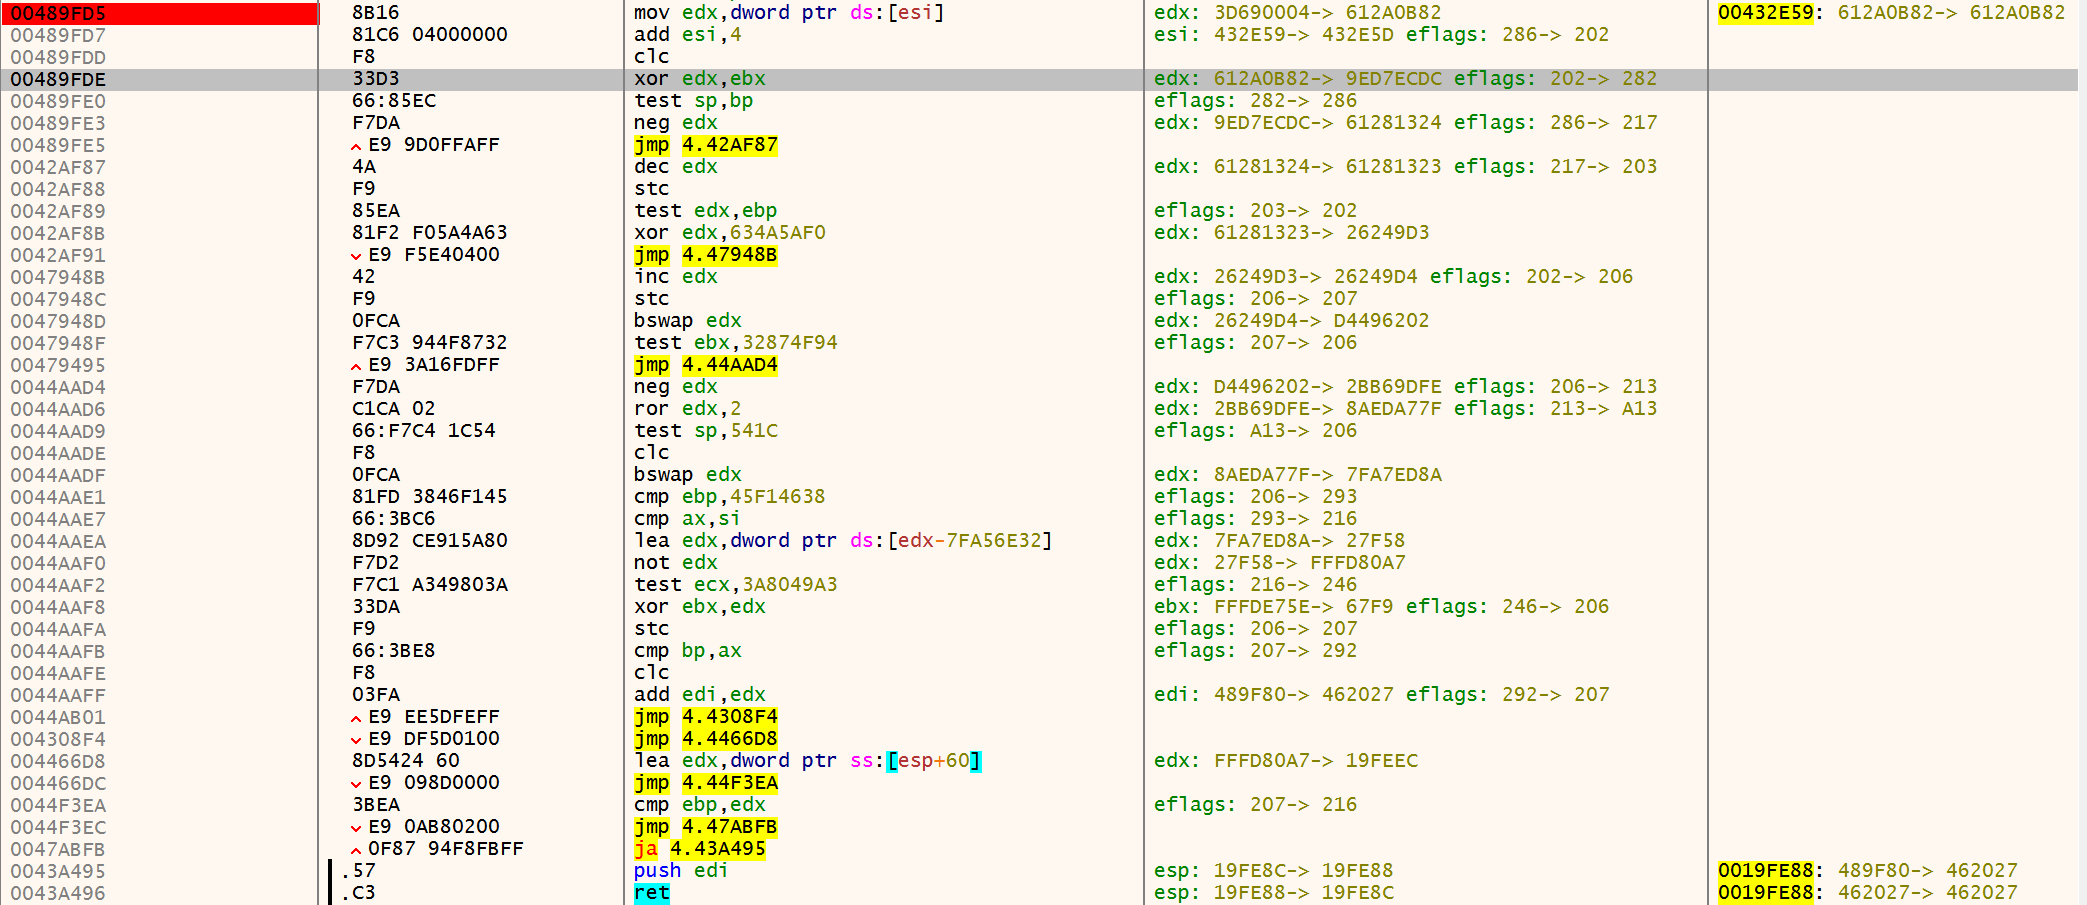 00489FD5 8B16 mov edx,dword ptr ds:[esi] edx: 3D690004-> 612A0B82 00432E59: 612A0B82-> 612A0B82
00489FD7 81C6 04000000 add esi,4 esi: 432E59-> 432E5D eflags: 286-> 202
00489FDD F8 clc
00489FDE 33D3 xor edx,ebx edx: 612A0B82-> 9ED7ECDC eflags: 202-> 282
00489FE0 66:85EC test sp,bp eflags: 282-> 286
00489FE3 F7DA neg edx edx: 9ED7ECDC-> 61281324 eflags: 286-> 217
00489FE5 E9 9D0FFAFF jmp 4.42AF87
0042AF87 4A dec edx edx: 61281324-> 61281323 eflags: 217-> 203
0042AF88 F9 stc
0042AF89 85EA test edx,ebp eflags: 203-> 202
0042AF8B 81F2 F05A4A63 xor edx,634A5AF0 edx: 61281323-> 26249D3
0042AF91 E9 F5E40400 jmp 4.47948B
0047948B 42 inc edx edx: 26249D3-> 26249D4 eflags: 202-> 206
0047948C F9 stc eflags: 206-> 207
0047948D 0FCA bswap edx edx: 26249D4-> D4496202
0047948F F7C3 944F8732 test ebx,32874F94 eflags: 207-> 206
00479495 E9 3A16FDFF jmp 4.44AAD4
0044AAD4 F7DA neg edx edx: D4496202-> 2BB69DFE eflags: 206-> 213
0044AAD6 C1CA 02 ror edx,2 edx: 2BB69DFE-> 8AEDA77F eflags: 213-> A13
0044AAD9 66:F7C4 1C54 test sp,541C eflags: A13-> 206
0044AADE F8 clc
0044AADF 0FCA bswap edx edx: 8AEDA77F-> 7FA7ED8A
0044AAE1 81FD 3846F145 cmp ebp,45F14638 eflags: 206-> 293
0044AAE7 66:3BC6 cmp ax,si eflags: 293-> 216
0044AAEA 8D92 CE915A80 lea edx,dword ptr ds:[edx-7FA56E32] edx: 7FA7ED8A-> 27F58
0044AAF0 F7D2 not edx edx: 27F58-> FFFD80A7
0044AAF2 F7C1 A349803A test ecx,3A8049A3 eflags: 216-> 246
0044AAF8 33DA xor ebx,edx ebx: FFFDE75E-> 67F9 eflags: 246-> 206
0044AAFA F9 stc eflags: 206-> 207
0044AAFB 66:3BE8 cmp bp,ax eflags: 207-> 292
0044AAFE F8 clc
0044AAFF 03FA add edi,edx edi: 489F80-> 462027 eflags: 292-> 207
0044AB01 E9 EE5DFEFF jmp 4.4308F4
004308F4 E9 DF5D0100 jmp 4.4466D8
004466D8 8D5424 60 lea edx,dword ptr ss:[esp+60] edx: FFFD80A7-> 19FEEC
004466DC E9 098D0000 jmp 4.44F3EA
0044F3EA 3BEA cmp ebp,edx eflags: 207-> 216
0044F3EC E9 0AB80200 jmp 4.47ABFB
0047ABFB 0F87 94F8FBFF ja 4.43A495
0043A495 .57 push edi esp: 19FE8C-> 19FE88 0019FE88: 489F80-> 462027
0043A496 .C3 ret esp: 19FE88-> 19FE8C 0019FE88: 462027-> 462027